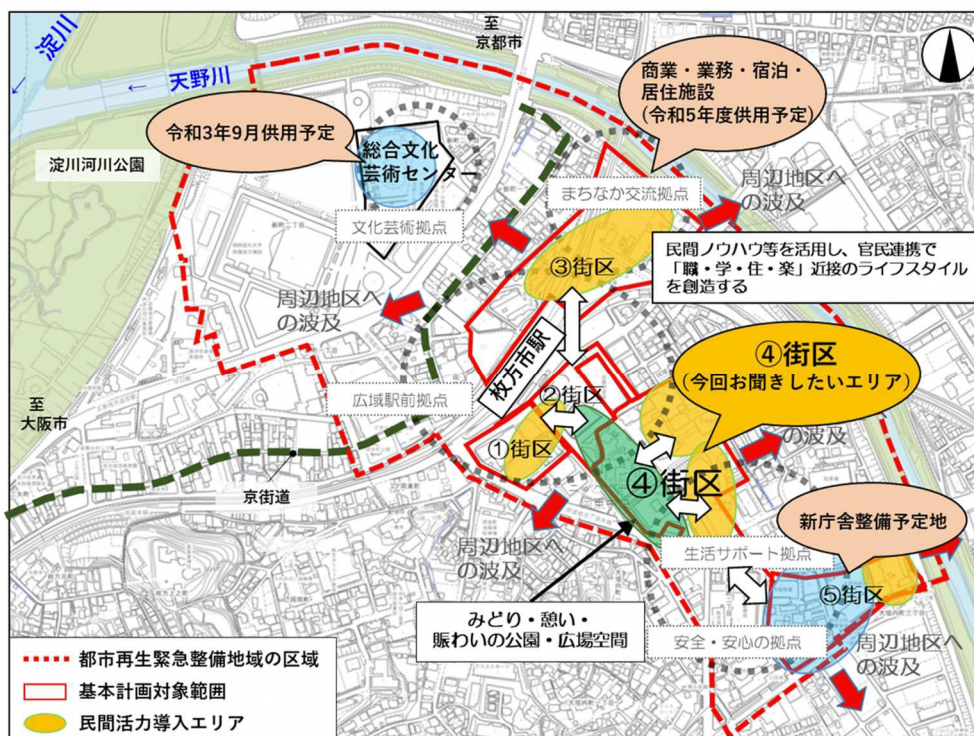 至
京都市
淀川
←
← 天野川
商業・業務・宿泊・
居住施設
(令和5年度供用予定)
令和3年9月供用予定
総合文化
芸術センター
淀川河川公園
まちなか交流拠点
周辺地区へ
の波及
文化芸術拠点
③街区
民間ノウハウ等を活用し、官民連携で
「職・学・住・楽」近接のライフスタイル
を創造する
周辺地区へ
の波及
枚方市駅
④街区
(今回お聞きしたいエリア)
広域駅前拠点
②街区
至
大阪市
①街区
の波及
④街区
京街道
新庁舎整備予定地
周辺地区へ
の波及
生活サポート拠点
⑤街区
みどり・憩い・
賑わいの公園・広場空間
安全・安心の拠点
周辺地区へ
の波及
都市再生緊急整備地域の区域
基本計画対象範囲
民間活力導入エリア